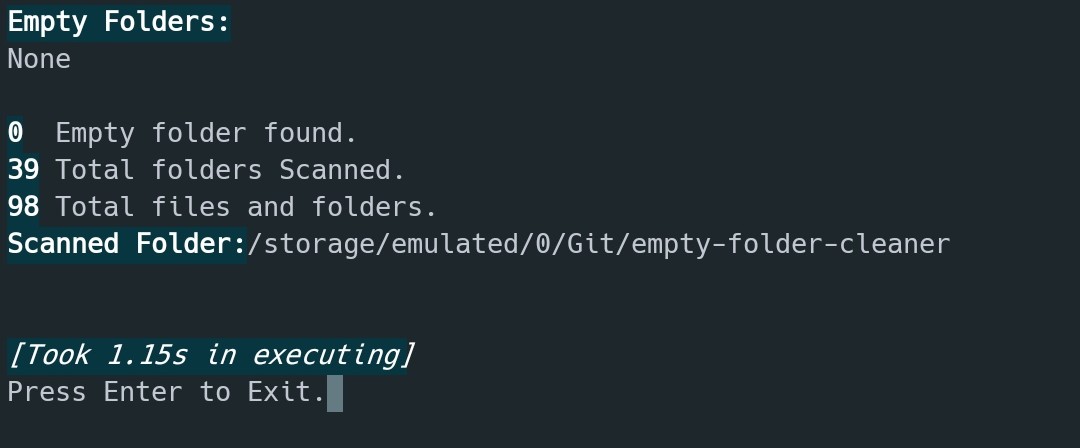 Empty Folders:
None
0  Empty folder found.
39 Total folders Scanned.
98 Total files and folders.
Scanned Folder:/storage/emulated/0/Git/empty-folder-cleaner
[Took 1.15s in executing]
Press Enter to Exit.